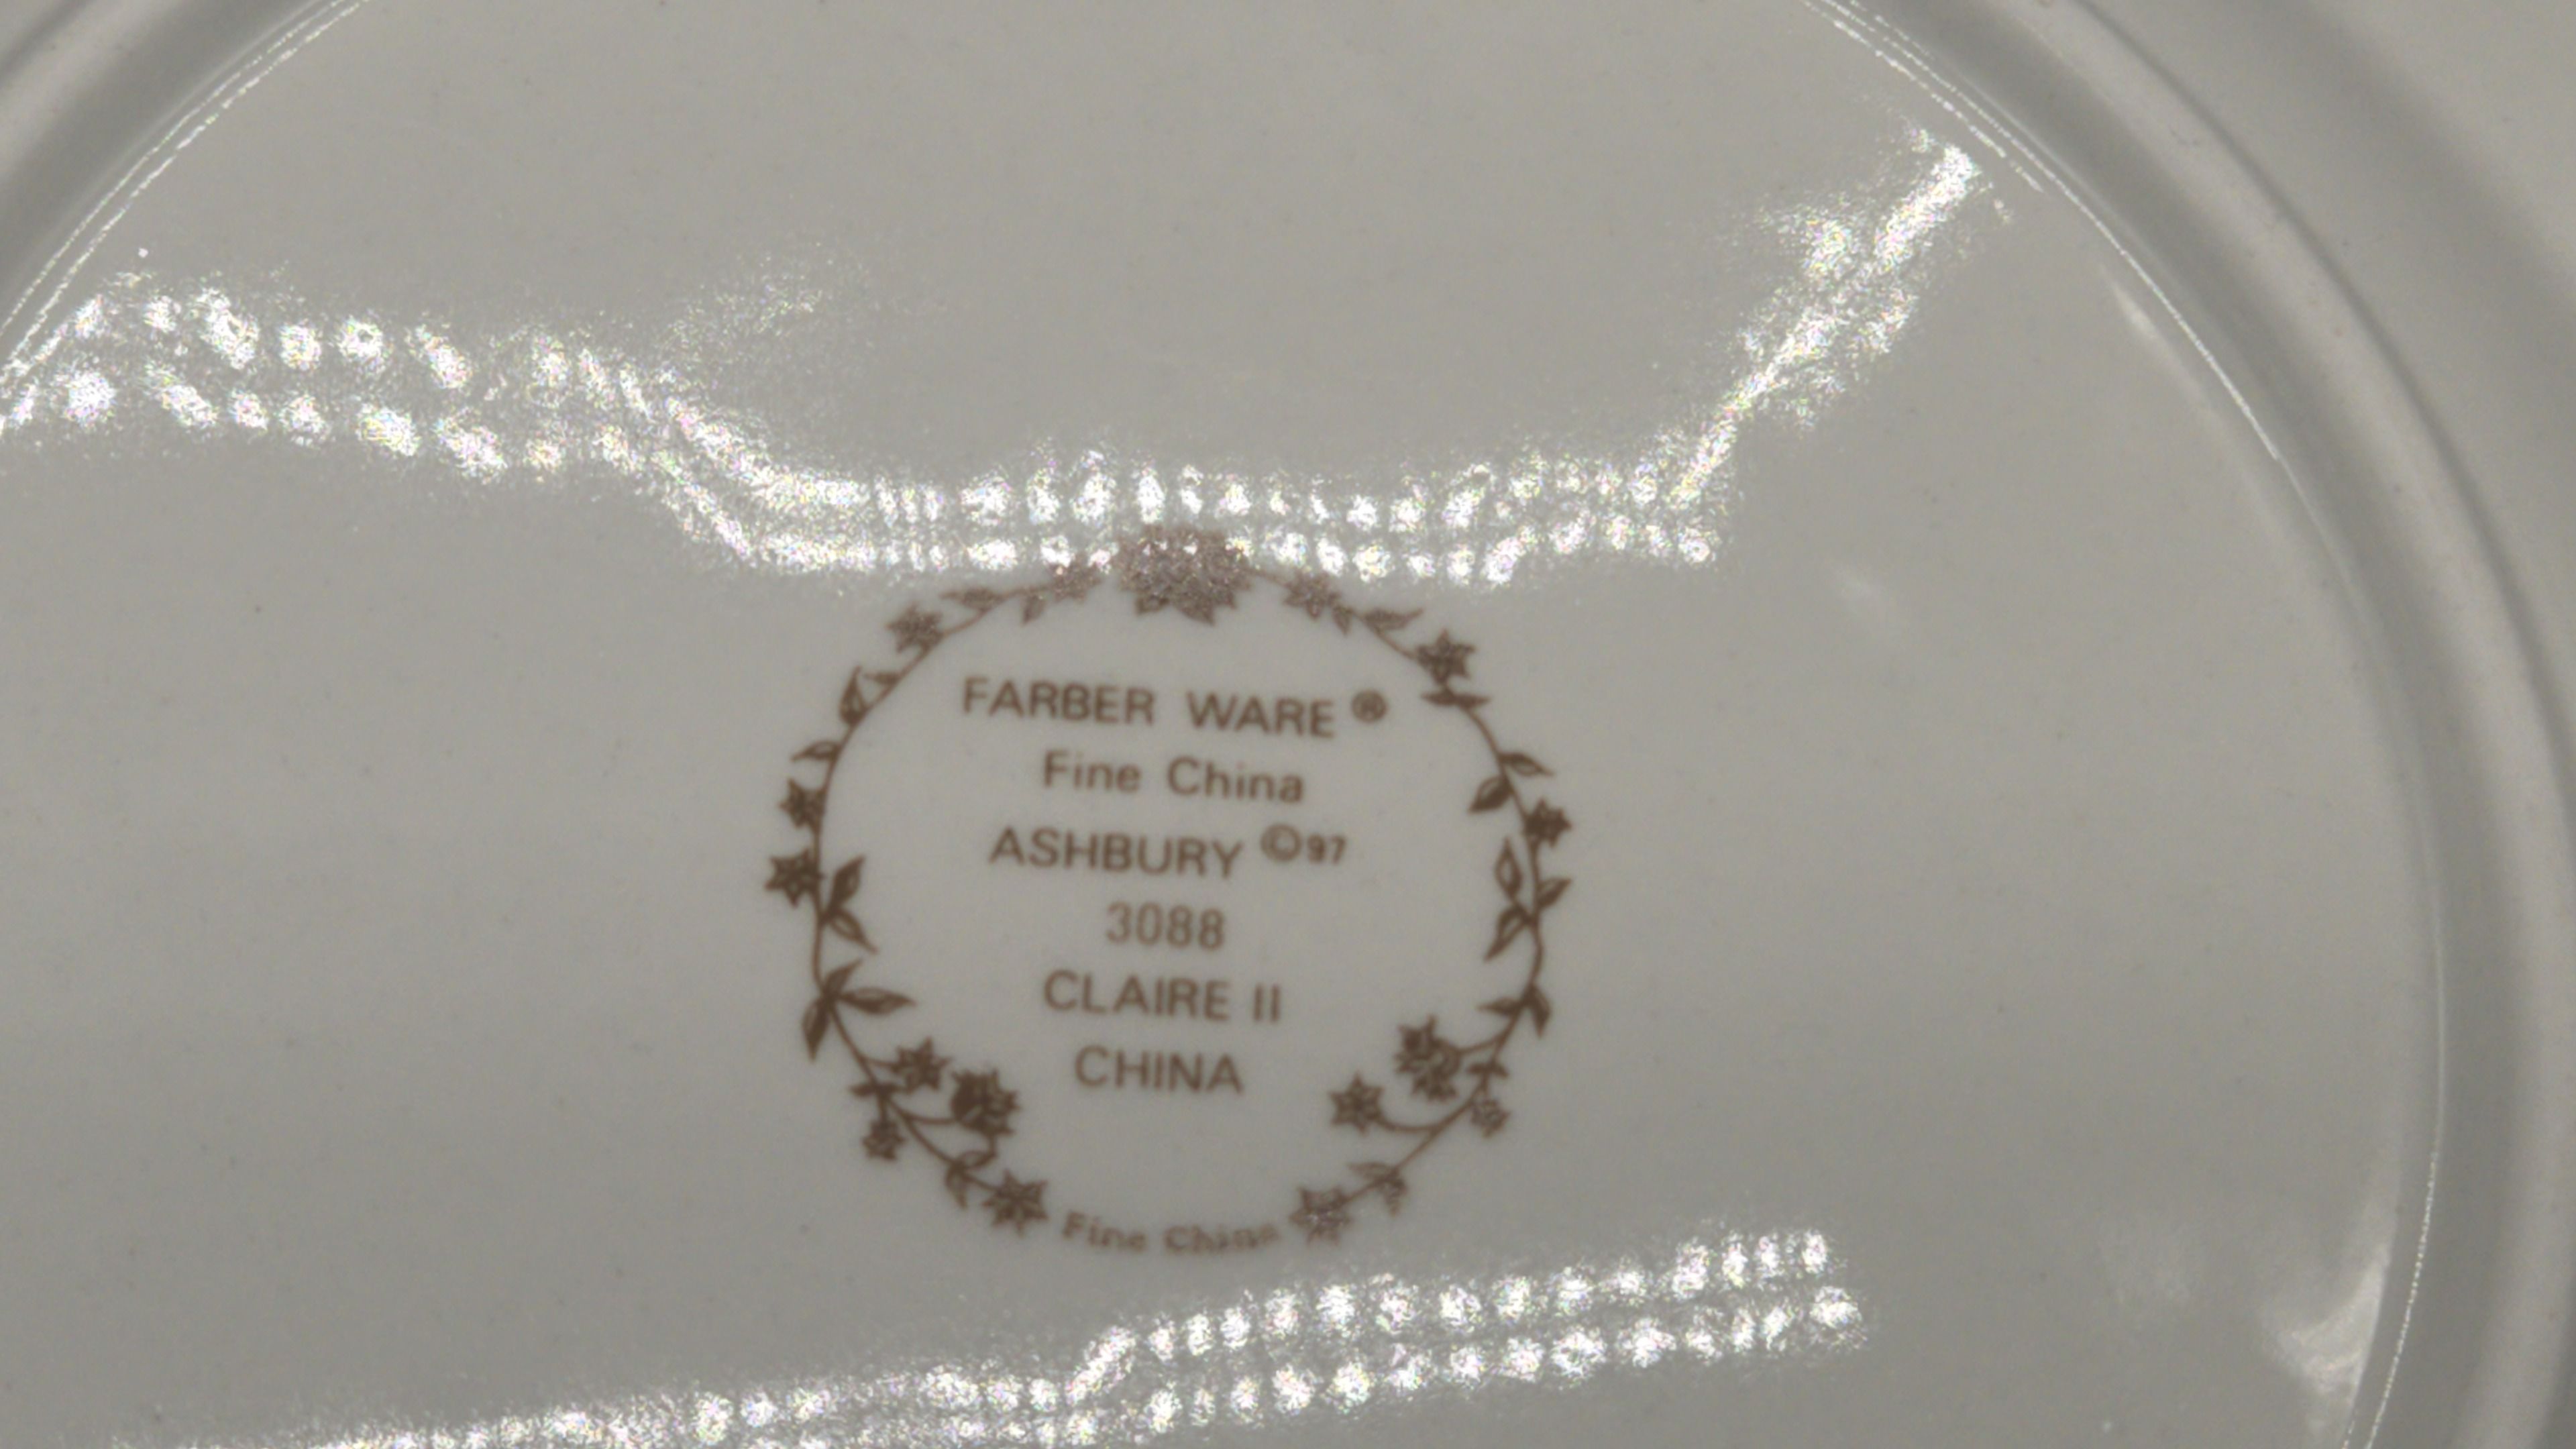 FARBER WARE ®
Fine China
ASHBURY ©97
3088
CLAIRE II
CHINA
Fine China